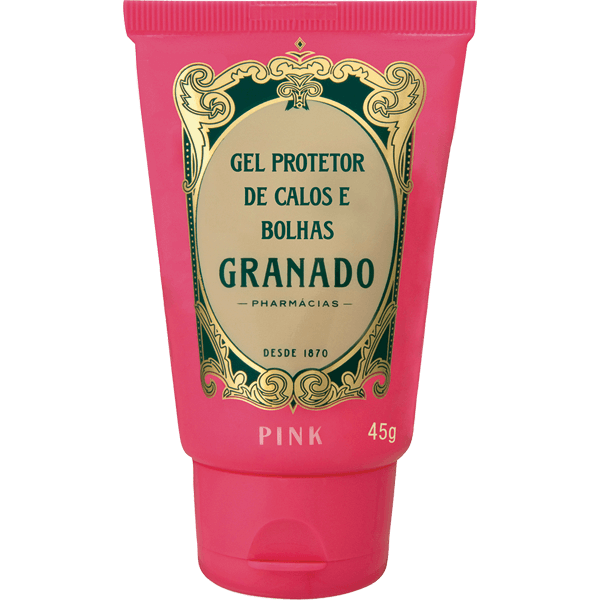 GEL PROTETOR
DE CALOS E
BOLHAS
GRANADO
— PHARMÁCIAS —
DESDE 1870
PINK 45g